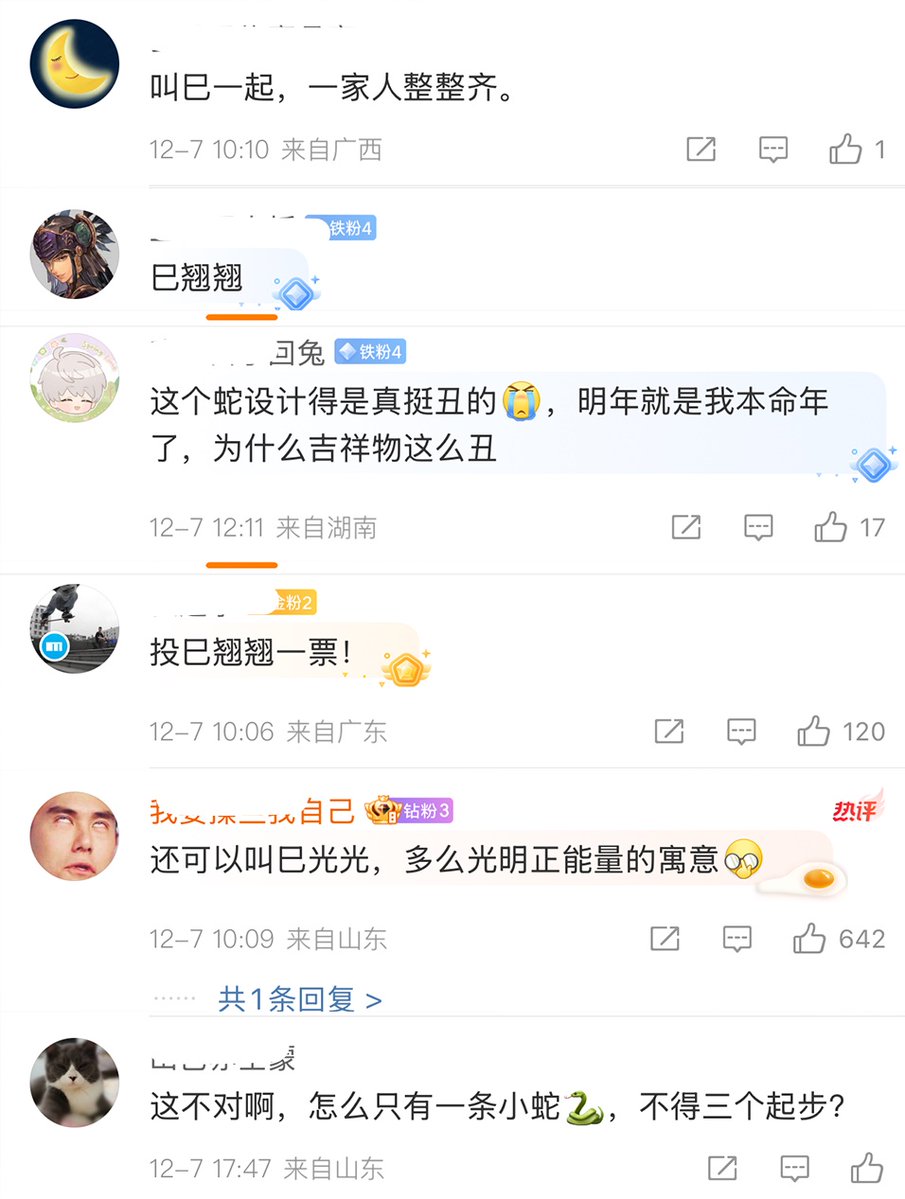 叫巳一起，一家人整整齐。
12-7 10:10 来自广西
1
铁粉4
巳翘翘
回兔 铁粉4
这个蛇设计得是真挺丑的，明年就是我本命年
了，为什么吉祥物这么丑
12-7 12:11 来自湖南
17
金粉2
投巳翘翘一票！
12-7 10:06 来自广东
120
自己 钻粉3
热评
还可以叫巳光光，多么光明正能量的寓意
12-7 10:09 来自山东
642
共1条回复 >
这不对啊，怎么只有一条小蛇，不得三个起步？
12-7 17:47 来自山东